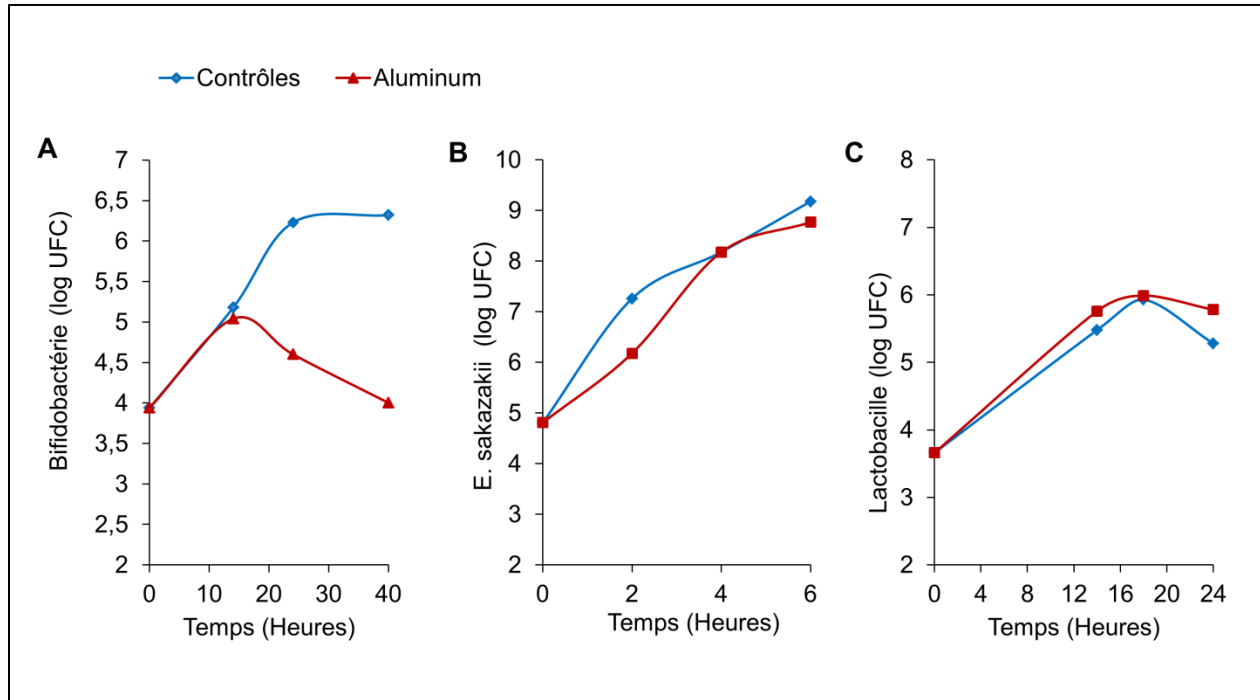 Contrôles Aluminum
A
7
6,5
6
5,5
5
4,5
4
3,5
3
2,5
2
Bifidobactérie (log UFC)
0 10 20 30 40
Temps (Heures)
B
10
9
8
7
6
5
4
3
2
E. sakazakii (log UFC)
0 2 4 6
Temps (Heures)
C
8
7
6
5
4
3
2
Lactobacille (log UFC)
0 4 8 12 16 20 24
Temps (Heures)